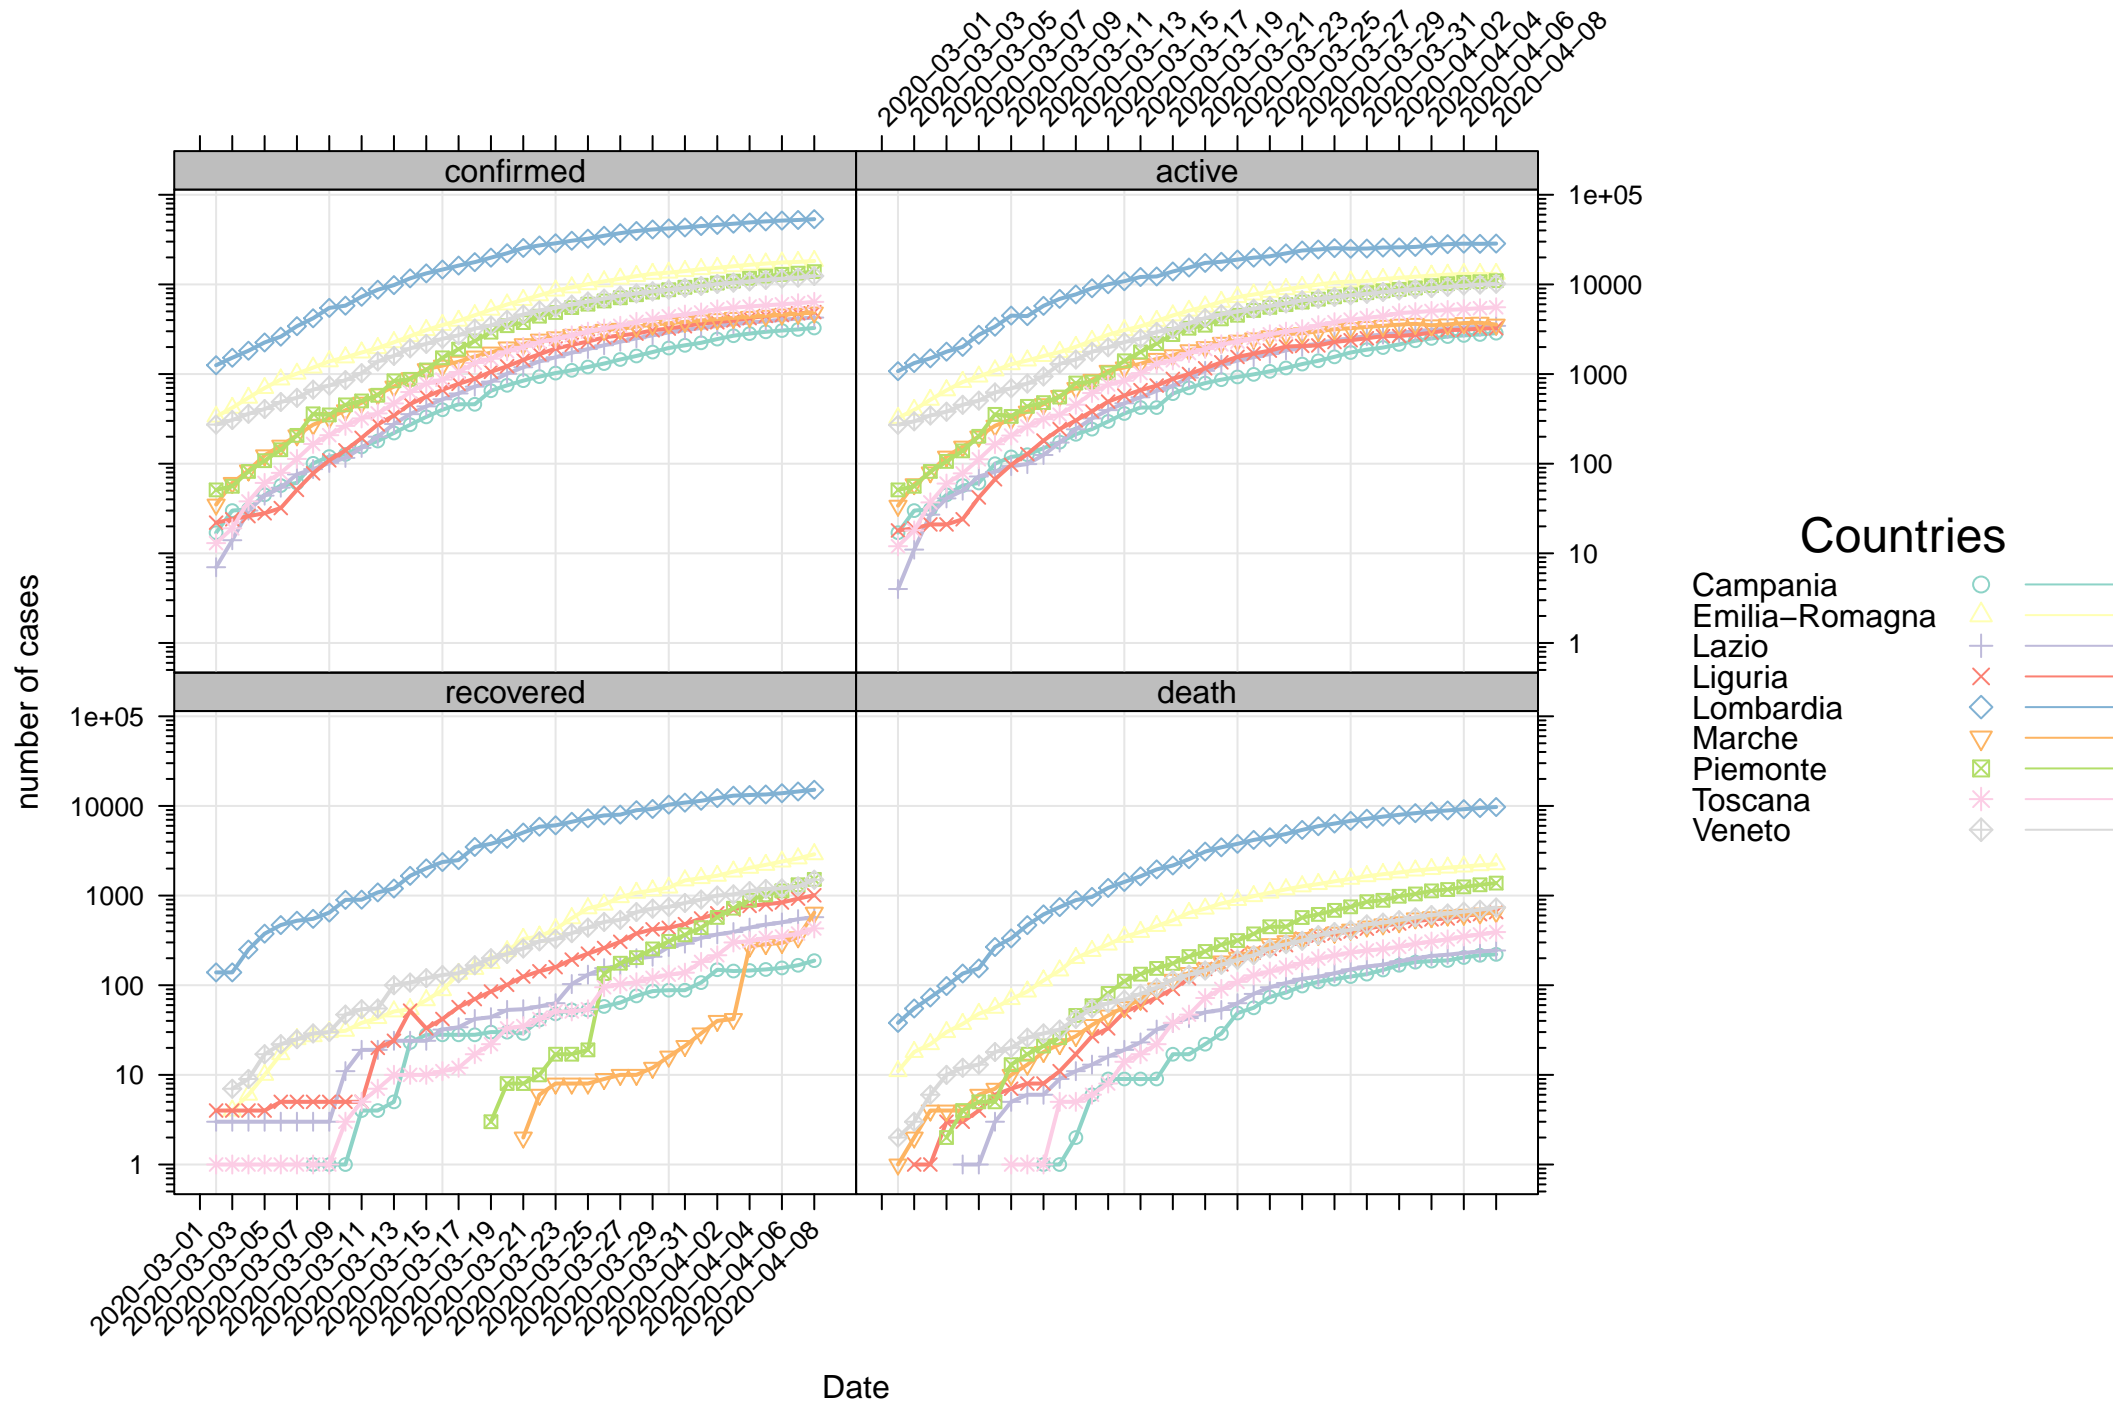 2020−03−01
2020−03−03
2020−03−05
2020−03−07
2020−03−09
2020−03−11
2020−03−13
2020−03−15
2020−03−17
2020−03−19
2020−03−21
2020−03−23
2020−03−25
2020−03−27
2020−03−29
2020−03−31
2020−04−02
2020−04−04
2020−04−06
2020−04−08
confirmed
active
1e+05
10000
1000
100
10
1
number of cases
recovered
death
1e+05
10000
1000
100
10
1
2020−03−01
2020−03−03
2020−03−05
2020−03−07
2020−03−09
2020−03−11
2020−03−13
2020−03−15
2020−03−17
2020−03−19
2020−03−21
2020−03−23
2020−03−25
2020−03−27
2020−03−29
2020−03−31
2020−04−02
2020−04−04
2020−04−06
2020−04−08
Date
Countries
Campania
Emilia−Romagna
Lazio
Liguria
Lombardia
Marche
Piemonte
Toscana
Veneto